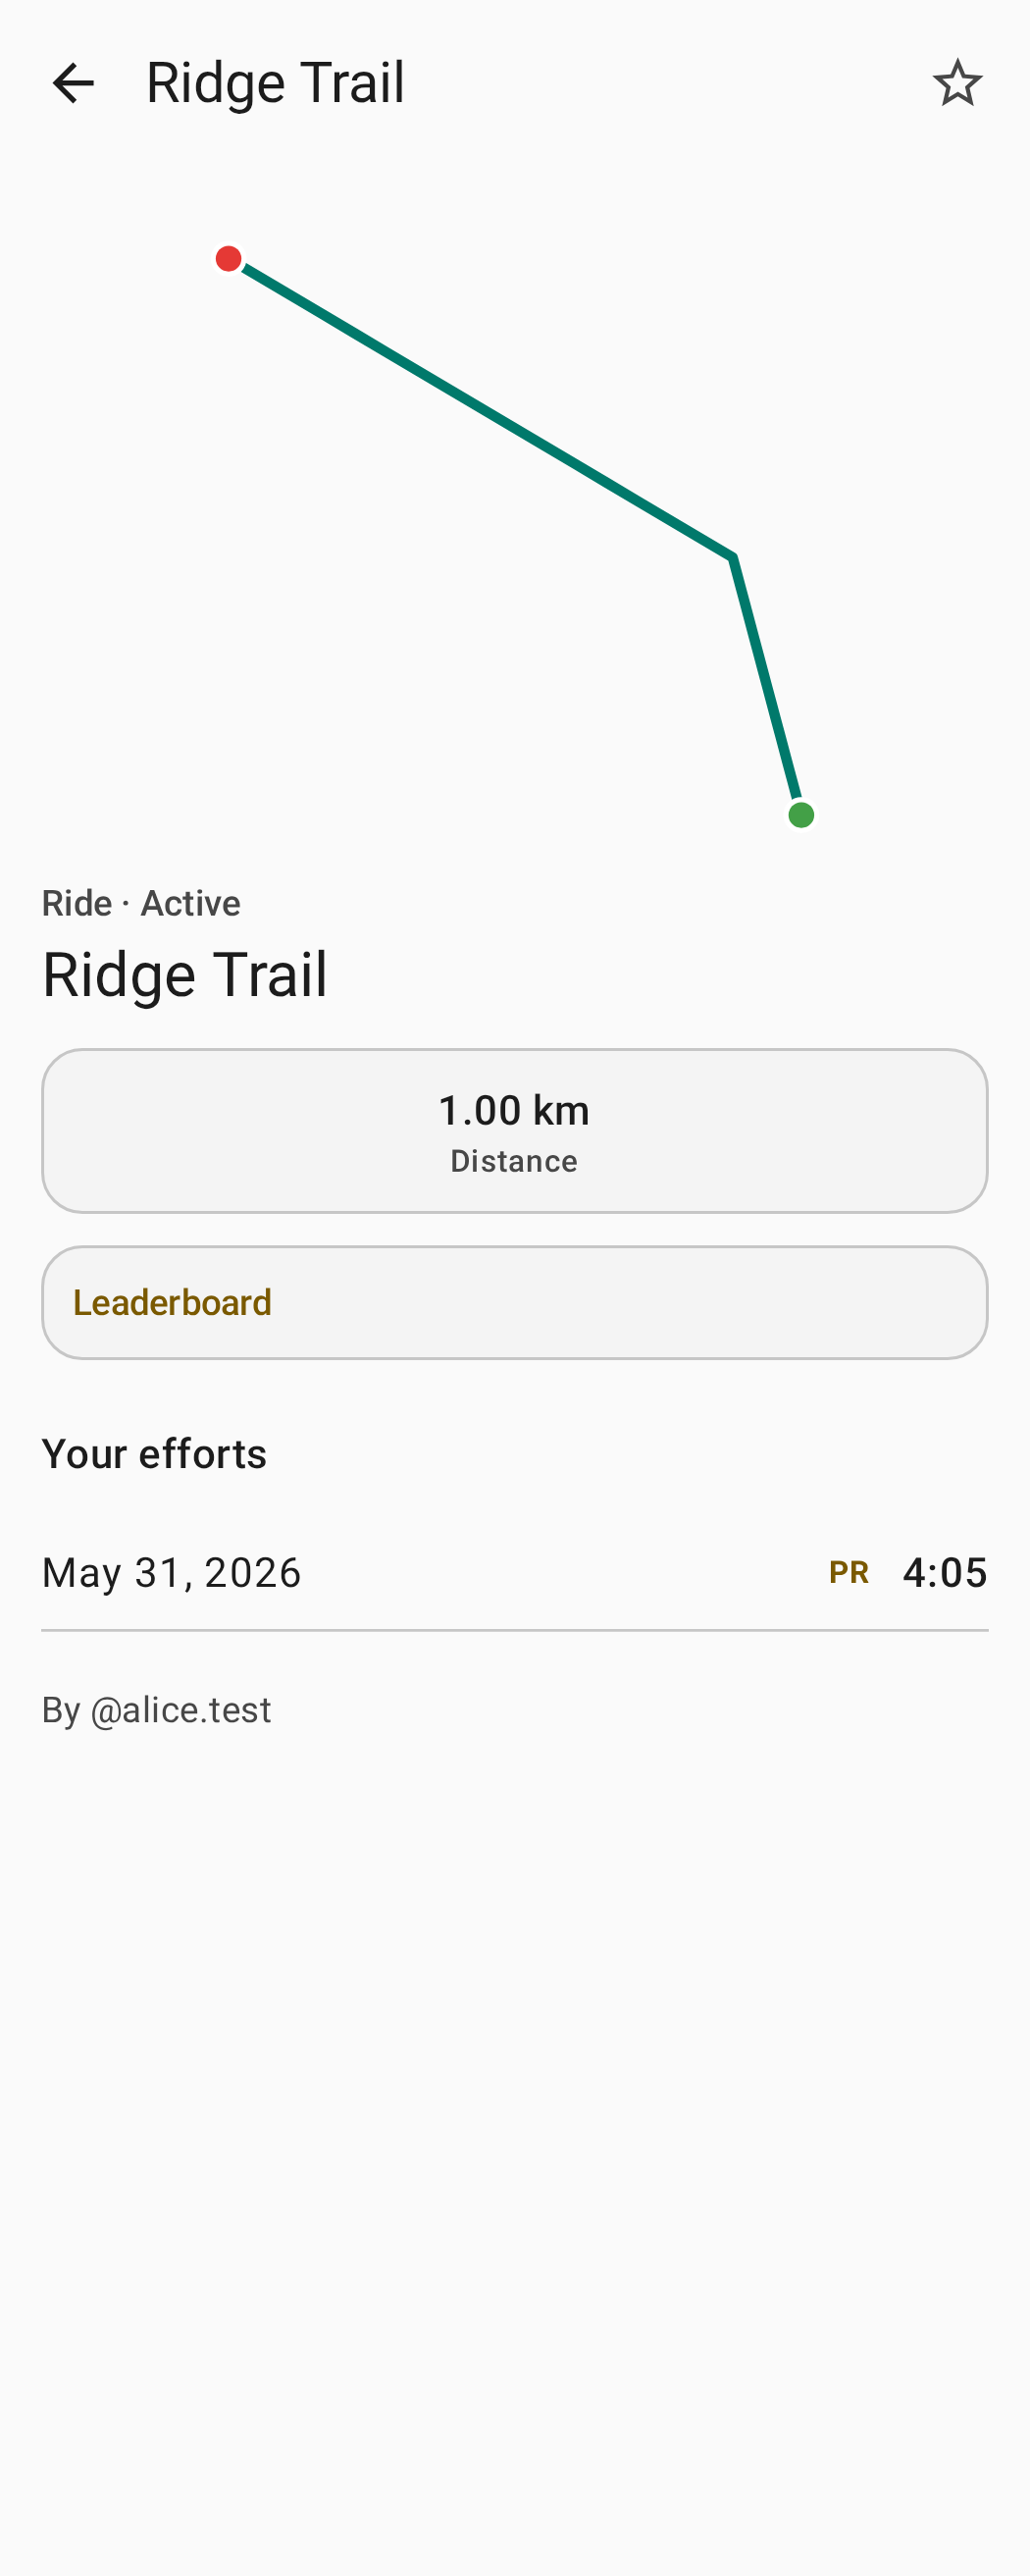 Ridge Trail
Ride · Active
Ridge Trail
1.00 km
Distance
Leaderboard
Your efforts
May 31, 2026 PR 4:05
By @alice.test